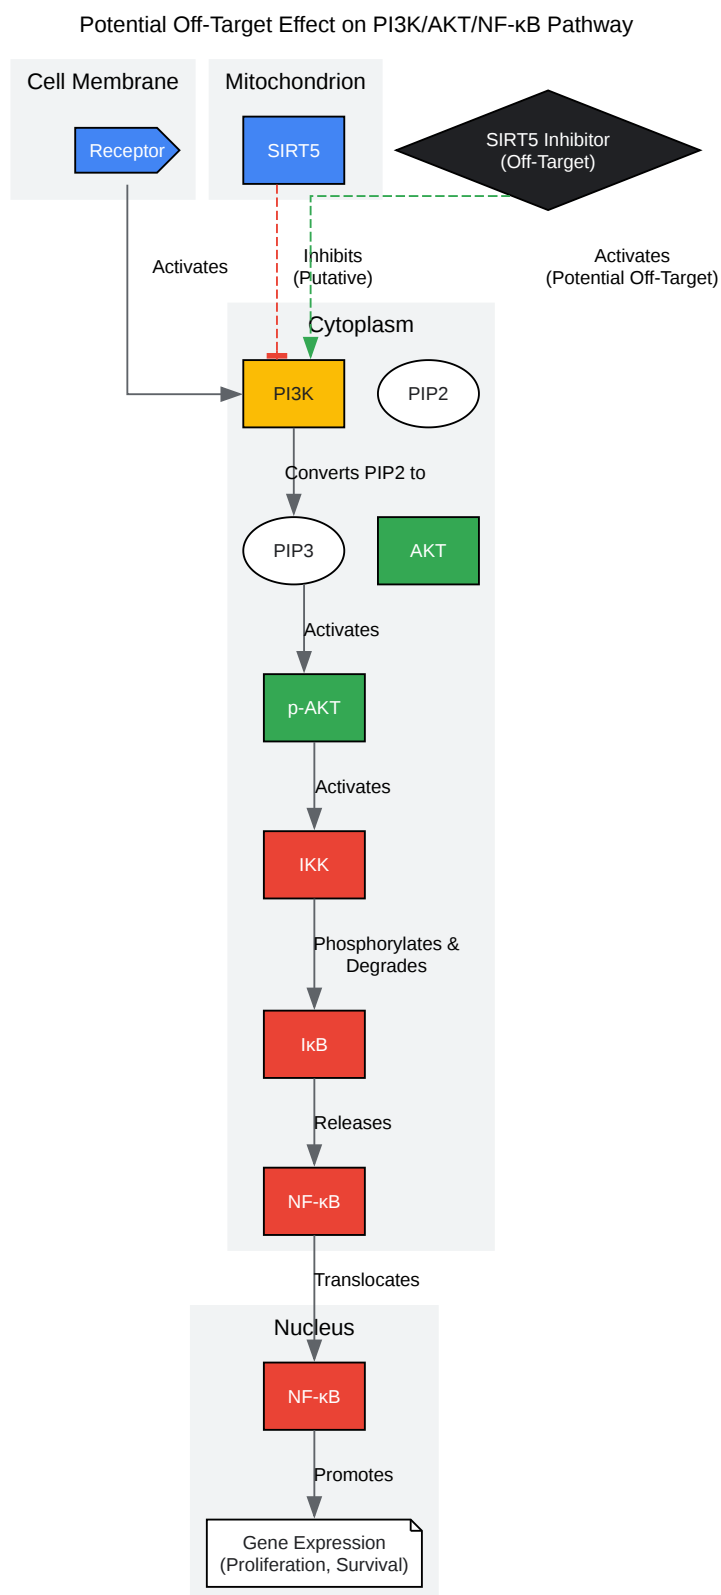 Potential Off-Target Effect on PI3K/AKT/NF-κB Pathway
Cell Membrane
Mitochondrion
Receptor
SIRT5
SIRT5 Inhibitor
(Off-Target)
Activates
Inhibits
(Putative)
Activates
(Potential Off-Target)
Cytoplasm
PI3K
PIP2
Converts PIP2 to
PIP3
AKT
Activates
p-AKT
Activates
IKK
Phosphorylates &
Degrades
IκB
Releases
NF-κB
Translocates
Nucleus
NF-κB
Promotes
Gene Expression
(Proliferation, Survival)